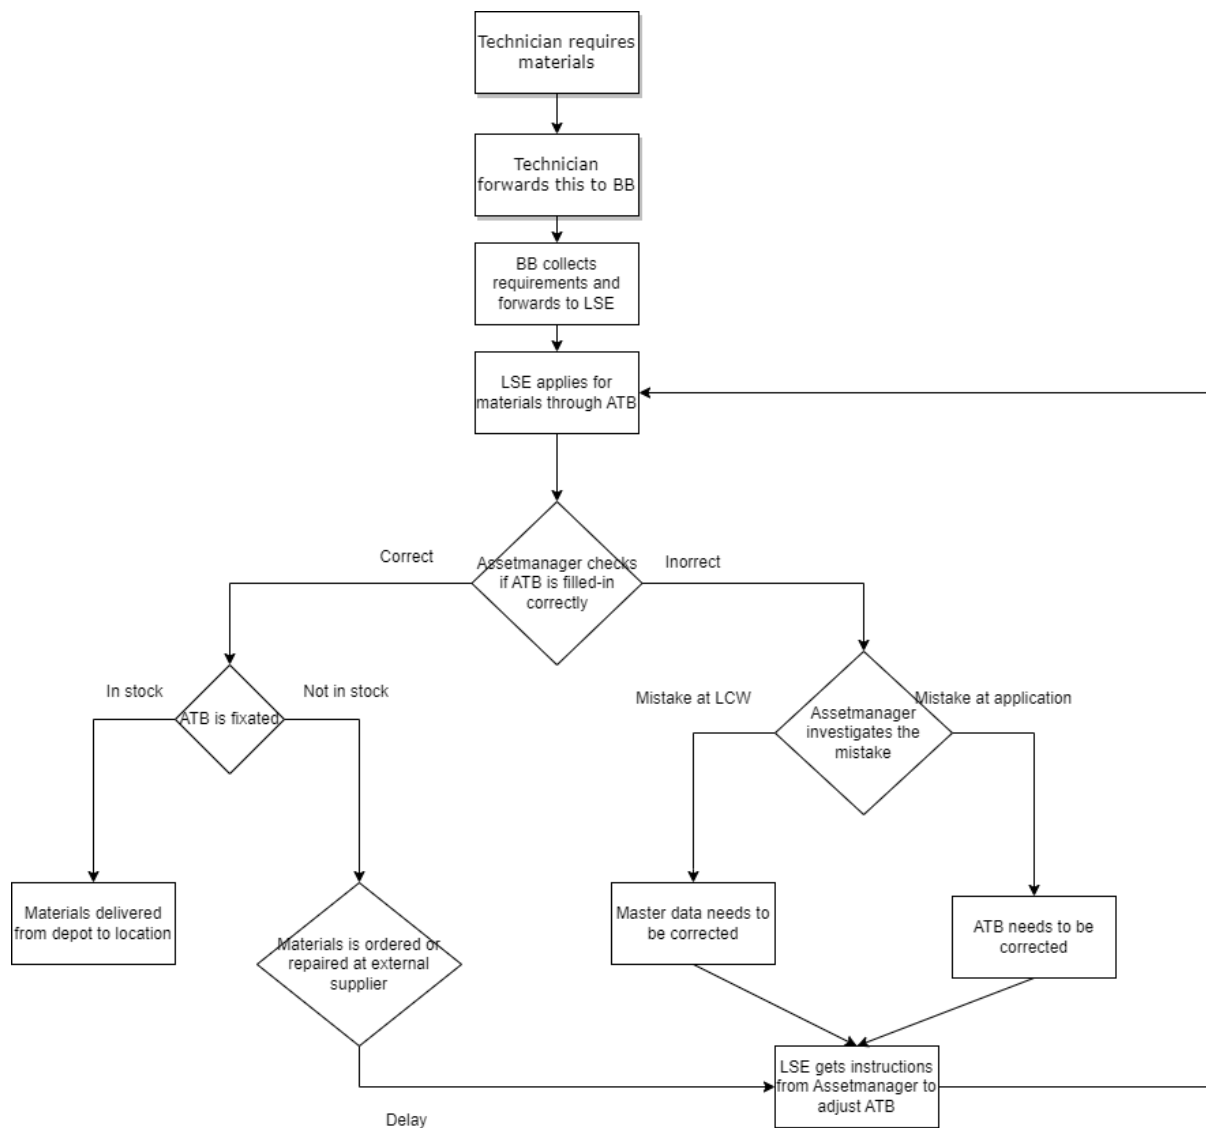 Technician requires
materials
Technician
forwards this to BB
BB collects
requirements and
forwards to LSE
LSE applies for
materials through ATB
Correct
Assetmanager checks
if ATB is filled-in
correctly
Inorrect
In stock
ATB is fixated
Not in stock
Mistake at LCW
Mistake at application
Assetmanager
investigates the
mistake
Materials delivered
from depot to location
Materials is ordered or
repaired at external
supplier
Master data needs to
be corrected
ATB needs to be
corrected
LSE gets instructions
from Assetmanager to
adjust ATB
Delay